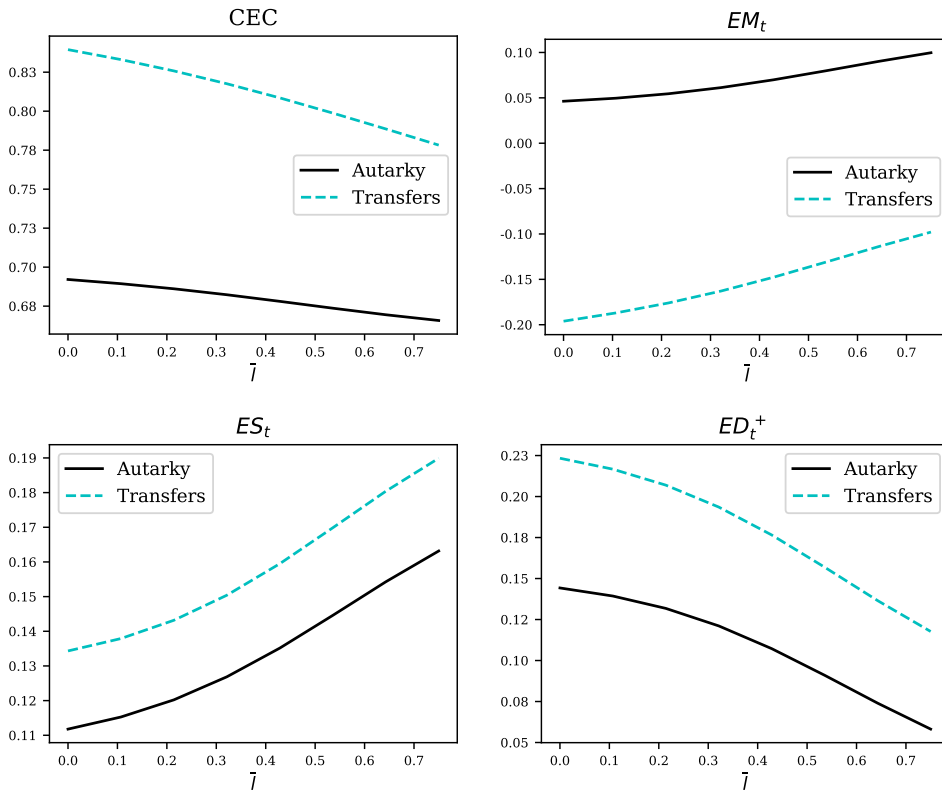 CEC
0.83
0.80
0.78
0.75
0.73
0.70
0.68
Autarky
Transfers
0.0 0.1 0.2 0.3 0.4 0.5 0.6 0.7
l̄
EM_t
0.10
0.05
0.00
-0.05
-0.10
-0.15
-0.20
Autarky
Transfers
0.0 0.1 0.2 0.3 0.4 0.5 0.6 0.7
l̄
ES_t
0.19
0.18
0.17
0.16
0.15
0.14
0.13
0.12
0.11
Autarky
Transfers
0.0 0.1 0.2 0.3 0.4 0.5 0.6 0.7
l̄
ED_t^+
0.23
0.20
0.18
0.15
0.12
0.10
0.08
0.05
Autarky
Transfers
0.0 0.1 0.2 0.3 0.4 0.5 0.6 0.7
l̄